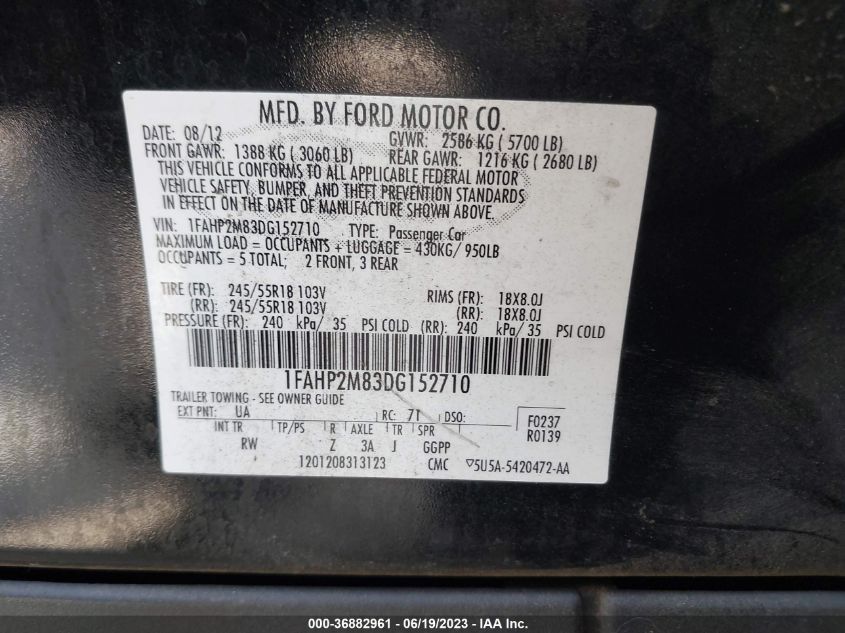 MFD. BY FORD MOTOR CO.
DATE: 08/12 GVWR: 2586 KG ( 5700 LB)
FRONT GAWR: 1388 KG ( 3060 LB) REAR GAWR: 1216 KG ( 2680 LB)
THIS VEHICLE CONFORMS TO ALL APPLICABLE FEDERAL MOTOR
VEHICLE SAFETY, BUMPER, AND THEFT PREVENTION STANDARDS
IN EFFECT ON THE DATE OF MANUFACTURE SHOWN ABOVE.
VIN: 1FAHP2M83DG152710 TYPE: Passenger Car
MAXIMUM LOAD = OCCUPANTS + LUGGAGE = 430KG/ 950LB
OCCUPANTS = 5 TOTAL; 2 FRONT, 3 REAR
TIRE (FR): 245/55R18 103V RIMS (FR): 18X8.0J
(RR): 245/55R18 103V (RR): 18X8.0J
PRESSURE (FR): 240 kPa/ 35 PSI COLD (RR): 240 kPa/ 35 PSI COLD
1FAHP2M83DG152710
TRAILER TOWING - SEE OWNER GUIDE
EXT PNT: UA RC: 71 DSO: F0237
INT TR TP/PS R AXLE TR SPR R0139
RW Z 3A J GGPP
1201208313123 CMC ▽5U5A-5420472-AA
000-36882961 - 06/19/2023 - IAA Inc.